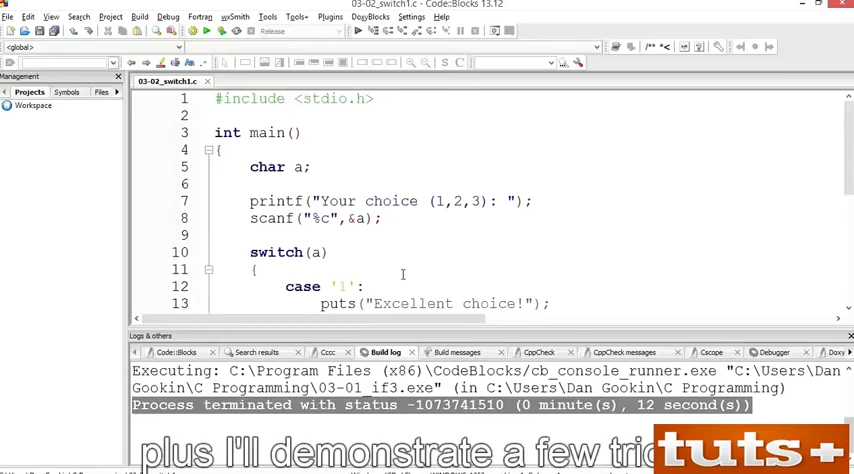 03-02_switch1.c - Code::Blocks 13.12
File Edit View Search Project Build Debug Fortran wxSmith Tools Tools+ Plugins DoxyBlocks Settings Help
Release
<global>
/** *<
S C
Management
03-02_switch1.c
Projects Symbols Files
Workspace
1 #include <stdio.h>
2
3 int main()
4 {
5 char a;
6
7 printf("Your choice (1,2,3): ");
8 scanf("%c",&a);
9
10 switch(a)
11 {
12 case '1':
13 puts("Excellent choice!");
Logs & others
Code::Blocks Search results Cccc Build log Build messages CppCheck CppCheck messages Cscope Debugger Doxy
Executing: C:\Program Files (x86)\CodeBlocks/cb_console_runner.exe "C:\Users\Dan
Gookin\C Programming\03-01_if3.exe" (in C:\Users\Dan Gookin\C Programming)
Process terminated with status -1073741510 (0 minute(s), 12 second(s))
plus I'll demonstrate a few
tuts+